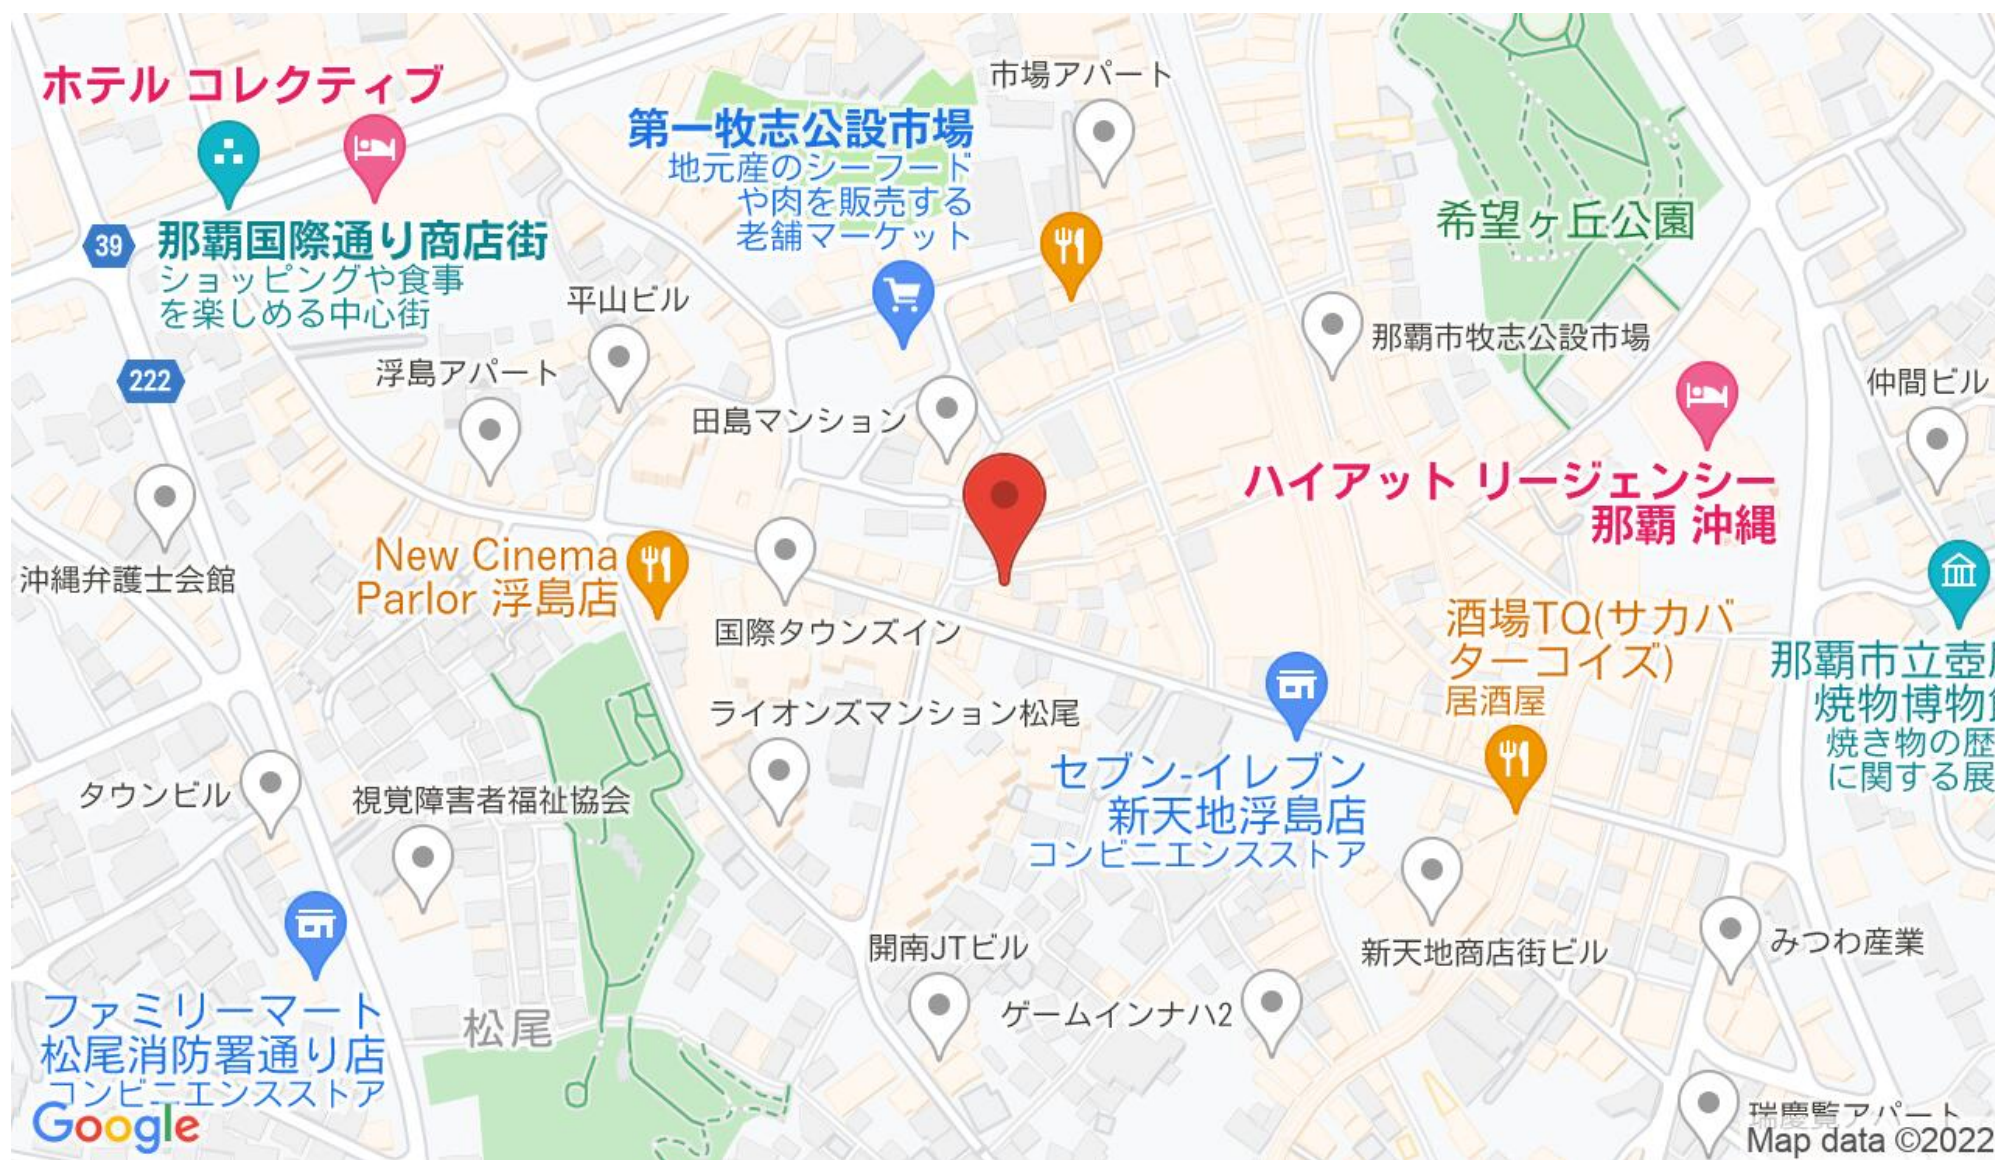 ホテル コレクティブ
市場アパート
第一牧志公設市場
地元産のシーフード
や肉を販売する
老舗マーケット
39
那覇国際通り商店街
ショッピングや食事
を楽しめる中心街
希望ヶ丘公園
平山ビル
那覇市牧志公設市場
222
浮島アパート
仲間ビル
田島マンション
ハイアット リージェンシー
那覇 沖縄
沖縄弁護士会館
New Cinema
Parlor 浮島店
国際タウンズイン
酒場TQ(サカバ
ターコイズ)
居酒屋
那覇市立壺
焼物博物
焼き物の歴
に関する展
ライオンズマンション松尾
セブン-イレブン
新天地浮島店
コンビニエンスストア
タウンビル
視覚障害者福祉協会
開南JTビル
新天地商店街ビル
みつわ産業
ファミリーマート
松尾消防署通り店
コンビニエンスストア
松尾
ゲームインナハ2
瑞慶覧アパート
Google
Map data ©2022